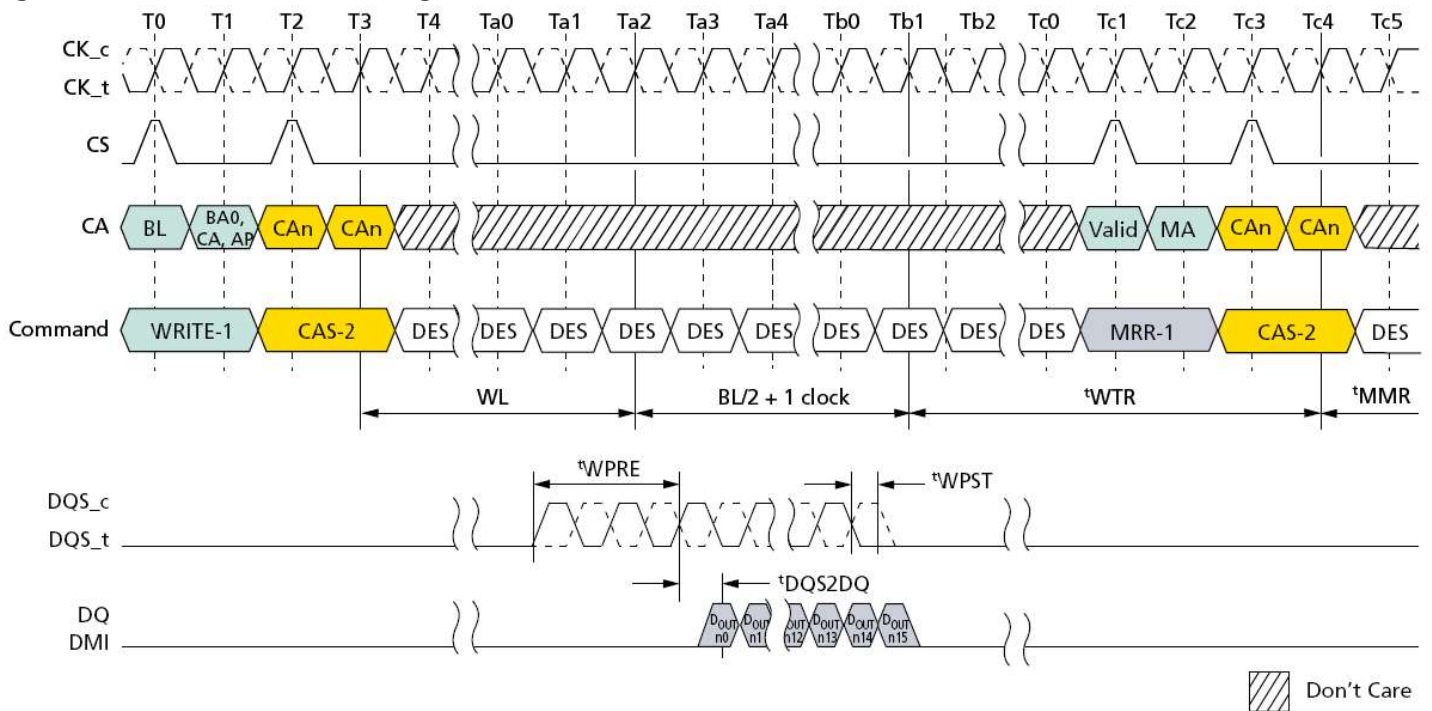 T0 T1 T2 T3 T4 Ta0 Ta1 Ta2 Ta3 Ta4 Tb0 Tb1 Tb2 Tc0 Tc1 Tc2 Tc3 Tc4 Tc5
CK_c
CK_t
CS
CA BL BA0, CA, AP CAn CAn Valid MA CAn CAn
Command WRITE-1 CAS-2 DES DES DES DES DES DES DES DES DES DES MRR-1 CAS-2 DES
WL BL/2 + 1 clock tWTR tMMR
tWPRE tWPST
DQS_c
DQS_t
tDQS2DQ
DQ
DMI
DOUT n0 DOUT n1 OUT n12 DOUT n13 DOUT n14 DOUT n15
Don't Care